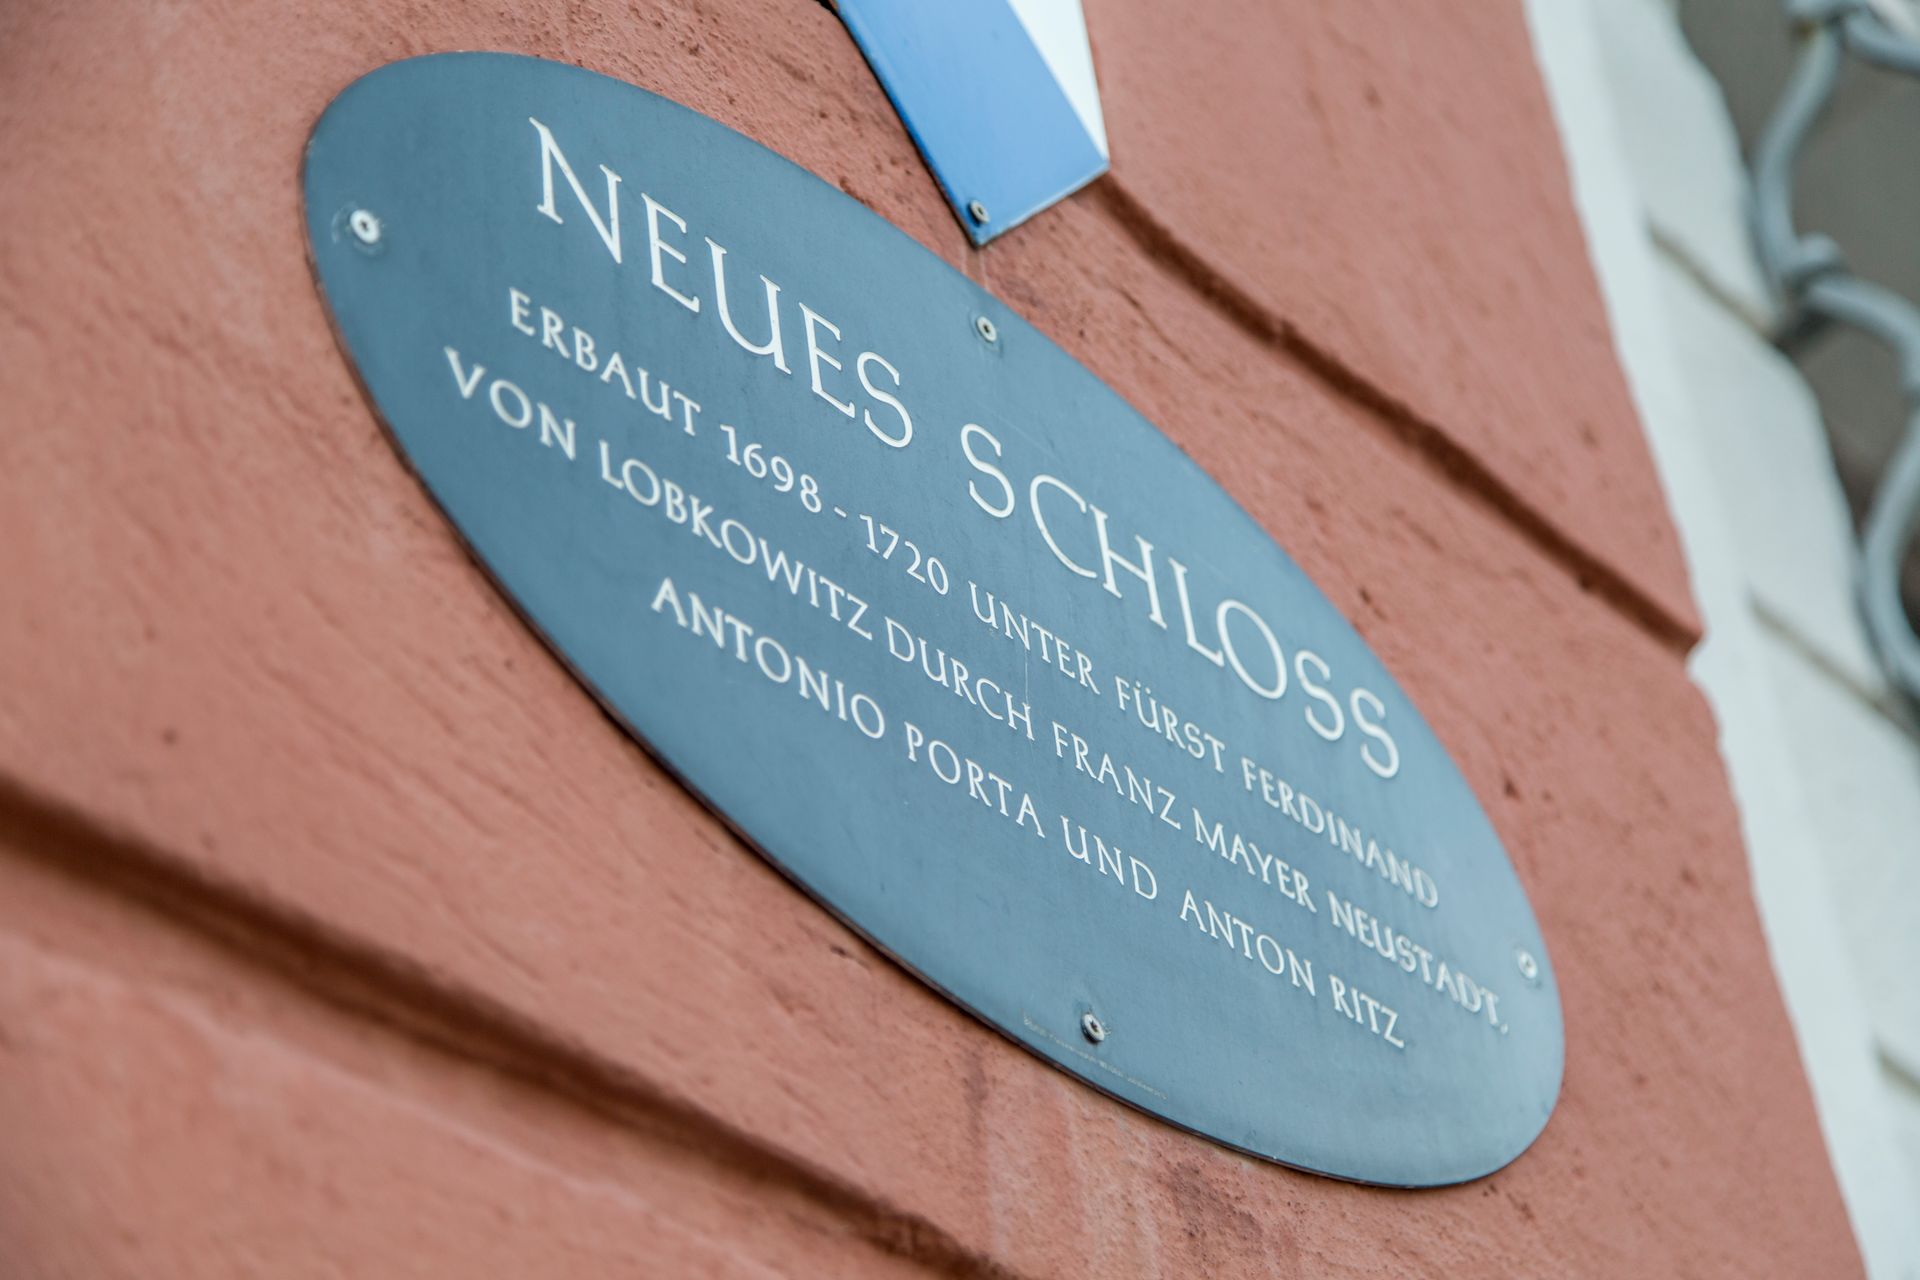 NEUES SCHLOSS
ERBAUT 1698-1720 UNTER FÜRST FERDINAND
VON LOBKOWITZ DURCH FRANZ MAYER NEUSTADT,
ANTONIO PORTA UND ANTON RITZ